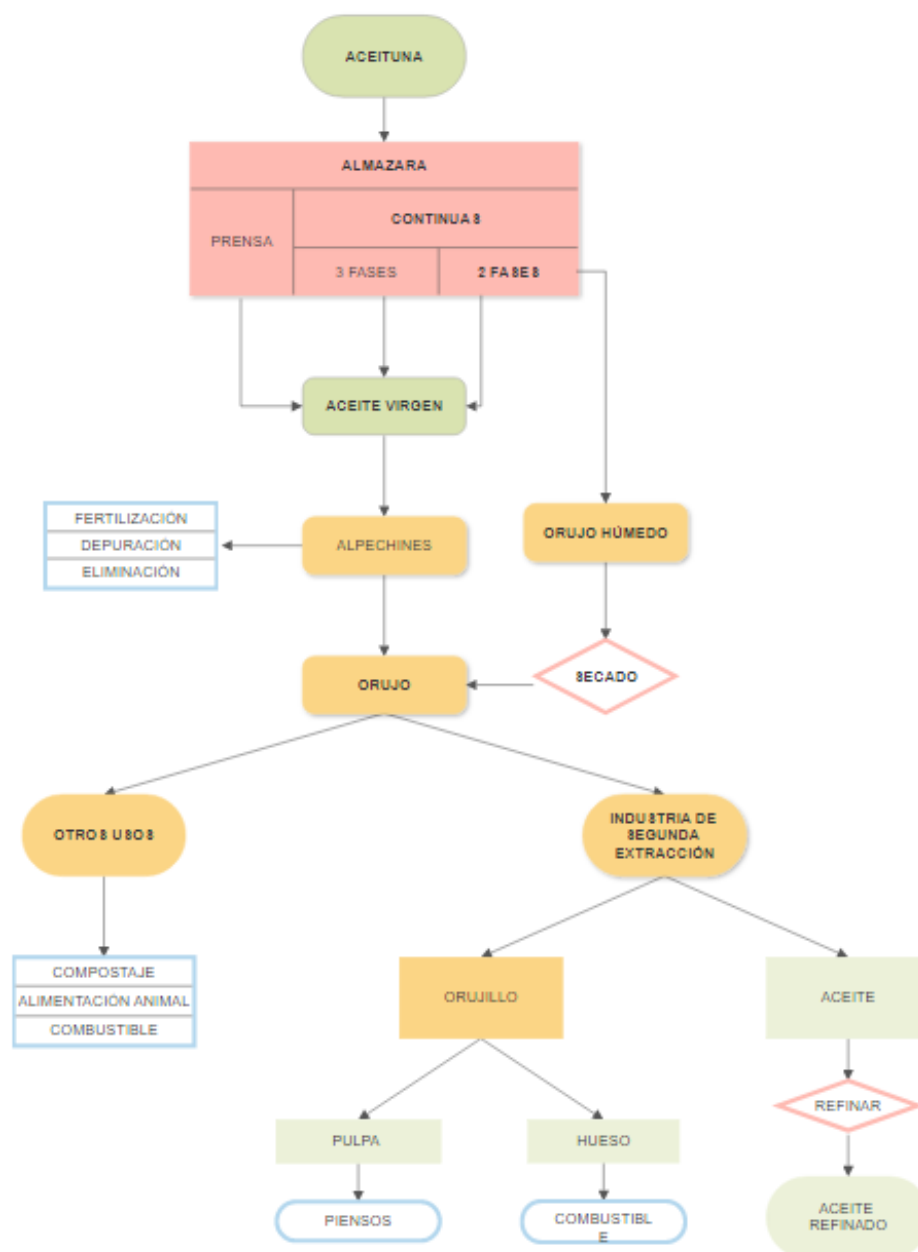 ACEITUNA
ALMAZARA
PRENSA
CONTINUAS
3 FASES
2 FASES
ACEITE VIRGEN
FERTILIZACIÓN
DEPURACIÓN
ELIMINACIÓN
ALPECHINES
ORUJO HÚMEDO
ORUJO
SECADO
OTROS USOS
INDUSTRIA DE
SEGUNDA
EXTRACCIÓN
COMPOSTAJE
ALIMENTACIÓN ANIMAL
COMBUSTIBLE
ORUJILLO
ACEITE
REFINAR
PULPA
HUESO
PIENSOS
COMBUSTIBL
E
ACEITE
REFINADO